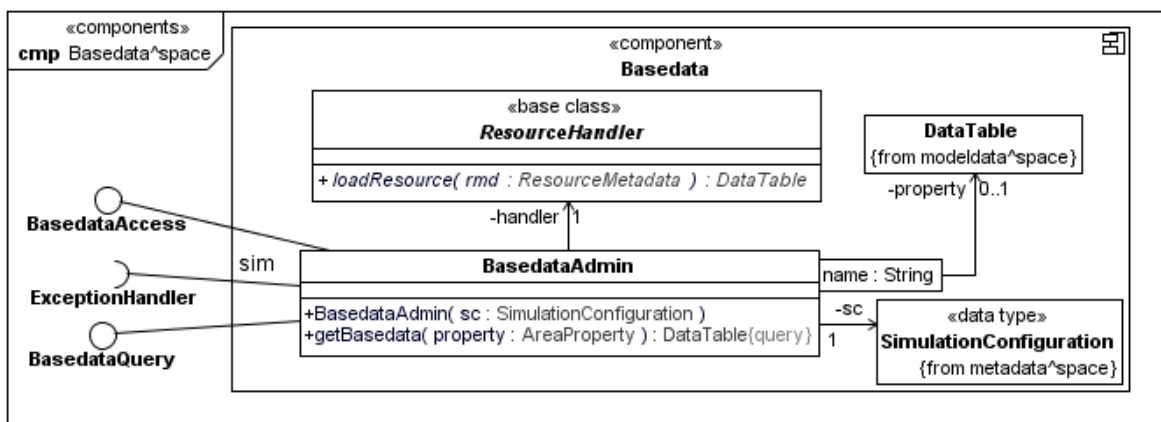 «components»
cmp Basedata^space
«component»
Basedata
«base class»
ResourceHandler
+ loadResource( rmd : ResourceMetadata ) : DataTable
DataTable
{from modeldata^space}
-property 0..1
-handler 1
BasedataAccess
sim
ExceptionHandler
BasedataQuery
BasedataAdmin
+BasedataAdmin( sc : SimulationConfiguration )
+getBasedata( property : AreaProperty ) : DataTable{query}
name : String
-sc
1
«data type»
SimulationConfiguration
{from metadata^space}